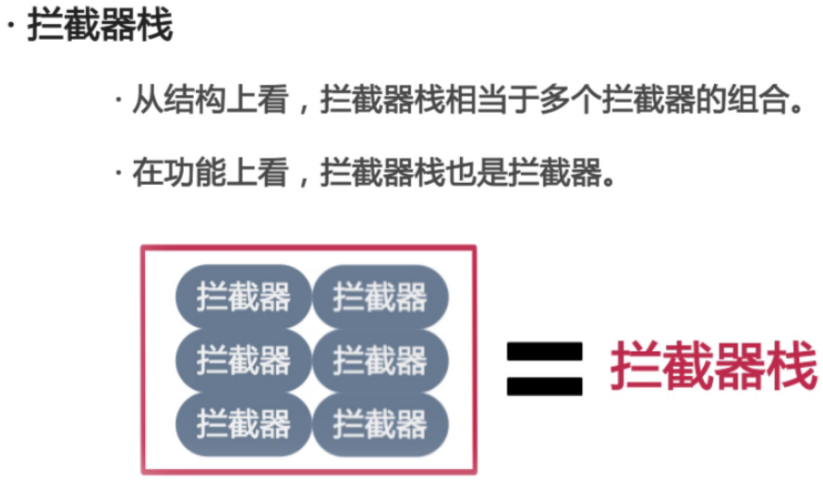 · 拦截器栈
· 从结构上看，拦截器栈相当于多个拦截器的组合。
· 在功能上看，拦截器栈也是拦截器。
拦截器 拦截器
拦截器 拦截器
拦截器 拦截器
= 拦截器栈